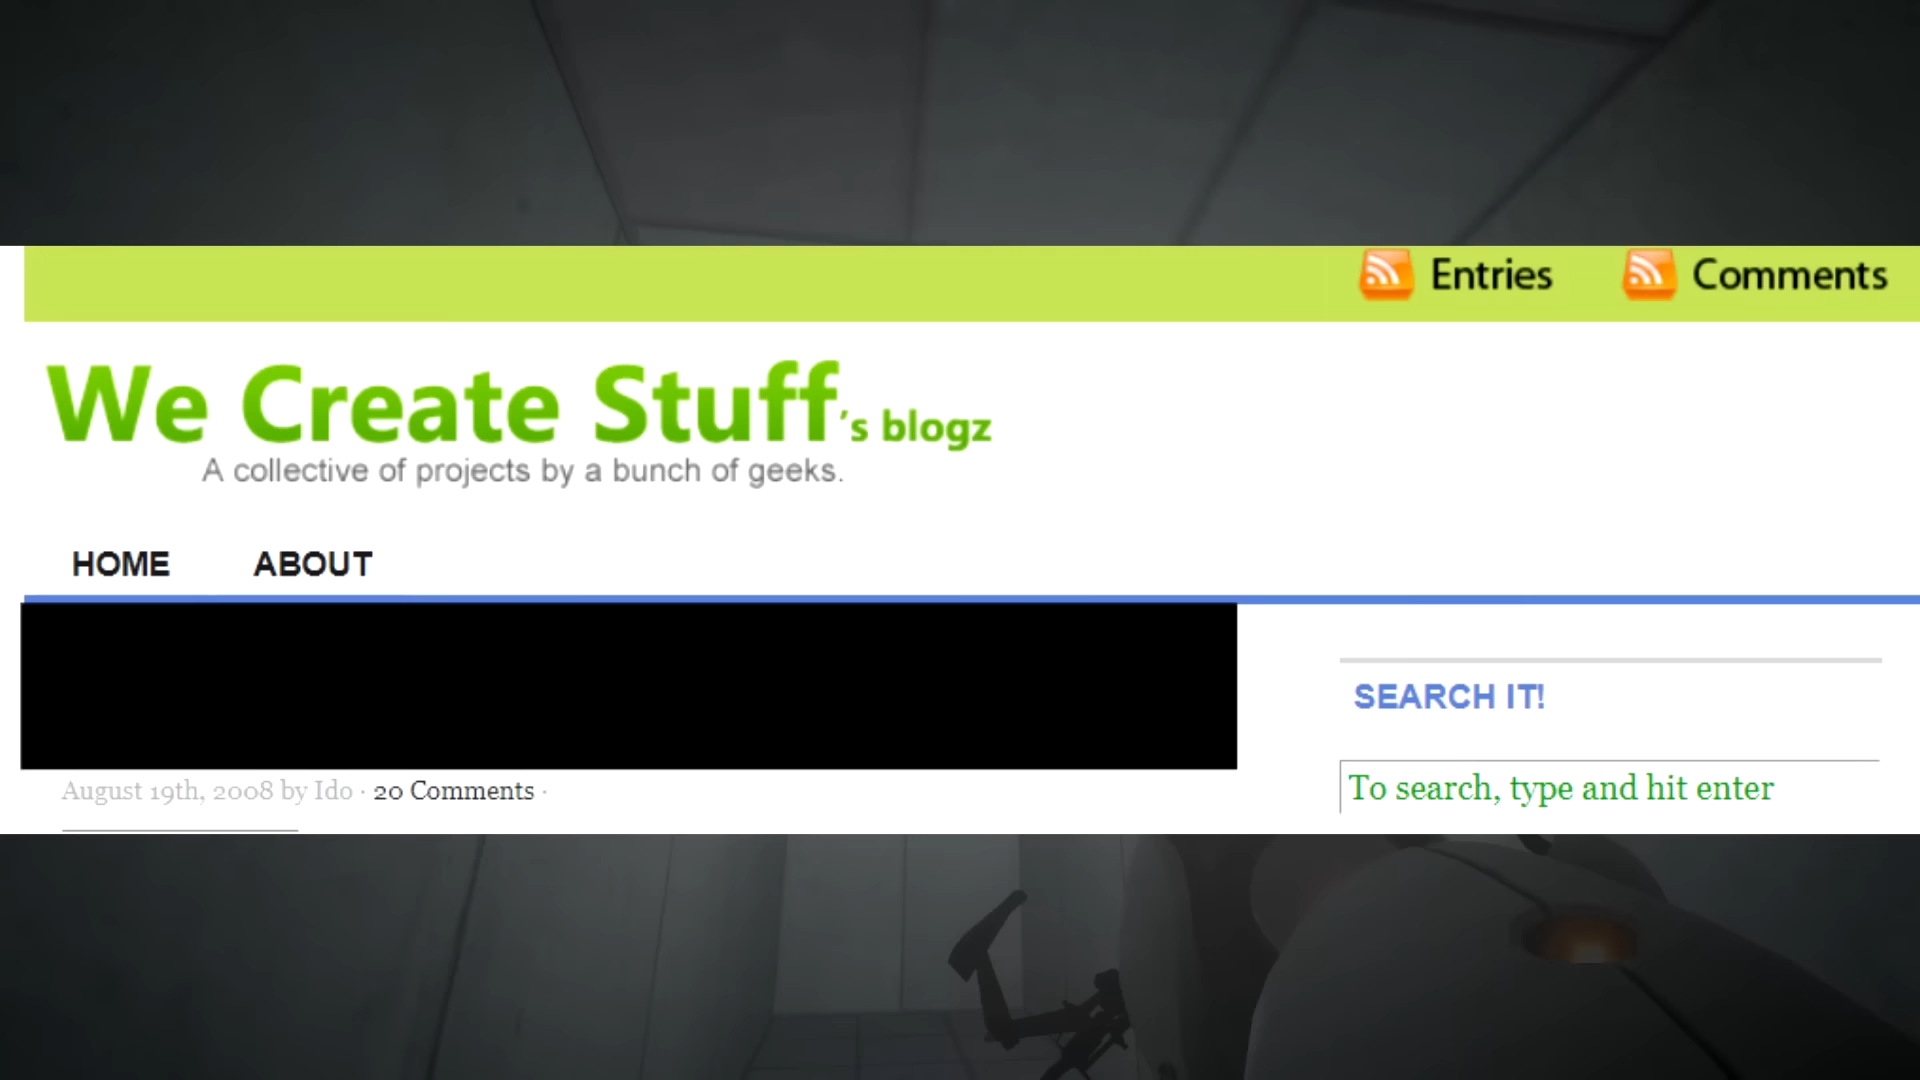 Entries Comments
We Create Stuff's blogz
A collective of projects by a bunch of geeks.
HOME ABOUT
SEARCH IT!
August 19th, 2008 by Ido · 20 Comments ·
To search, type and hit enter